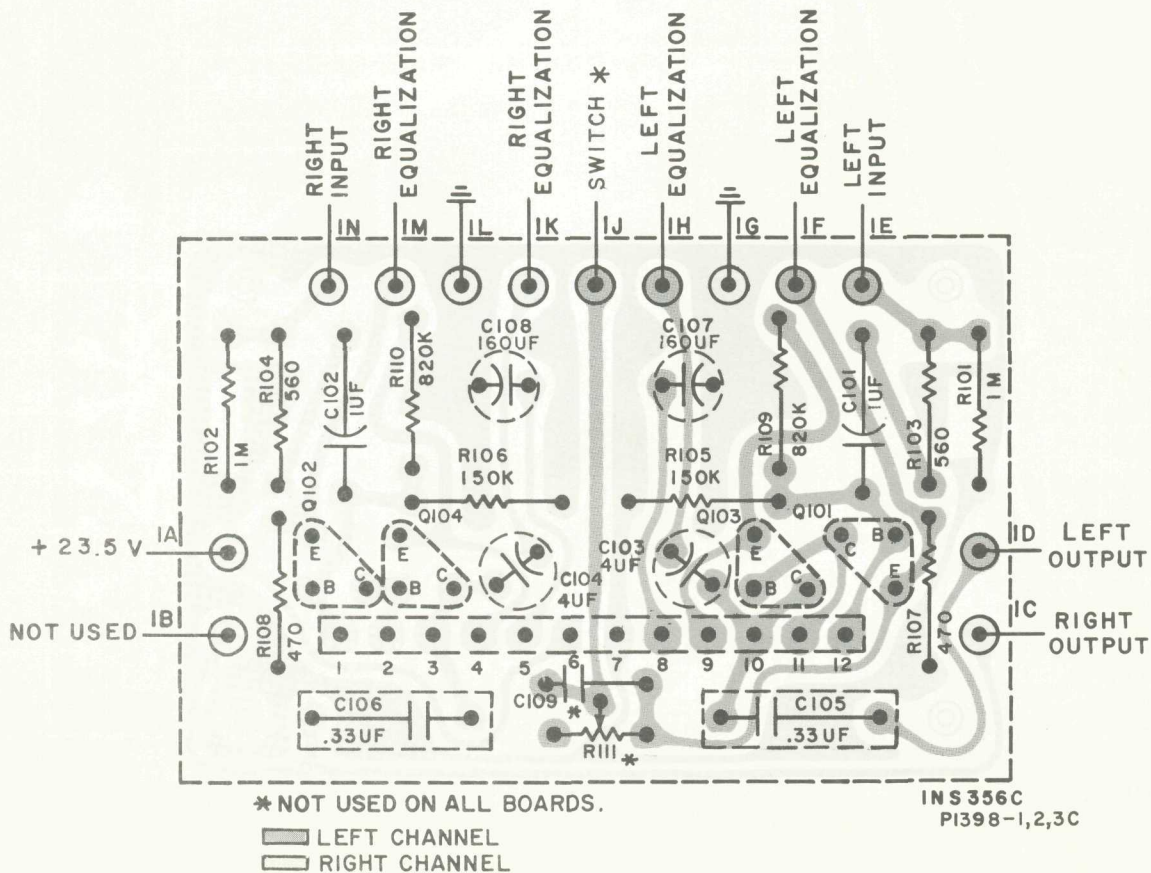 RIGHT
INPUT
RIGHT
EQUALIZATION
RIGHT
EQUALIZATION
SWITCH *
LEFT
EQUALIZATION
LEFT
EQUALIZATION
LEFT
INPUT
IN
IM
IL
IK
IJ
IH
IG
IF
IE
R102
1M
R104
560
C102
1UF
R110
820K
C108
160UF
C107
160UF
R109
820K
C101
1UF
R103
560
R101
1M
R106
150K
R105
150K
Q102
Q104
Q103
Q101
+ 23.5 V
IA
NOT USED
IB
E
B
C
E
B
C
C104
4UF
C103
4UF
E
B
C
C
B
E
ID
LEFT
OUTPUT
IC
RIGHT
OUTPUT
R108
470
R107
470
1
2
3
4
5
6
7
8
9
10
11
12
C106
.33UF
C109
*
R111
*
C105
.33UF
* NOT USED ON ALL BOARDS.
LEFT CHANNEL
RIGHT CHANNEL
INS356C
P1398-1,2,3C